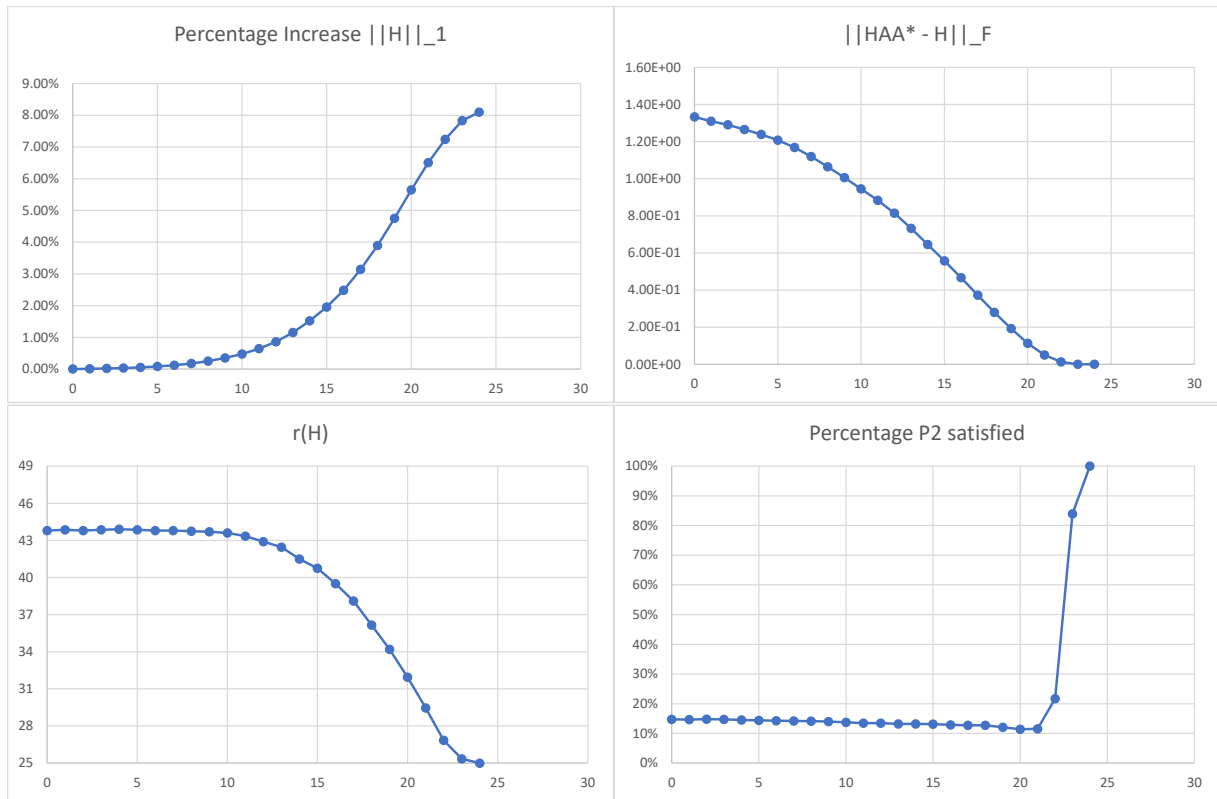 Percentage Increase ||H||_1
9.00%
8.00%
7.00%
6.00%
5.00%
4.00%
3.00%
2.00%
1.00%
0.00%
0 5 10 15 20 25 30
||HAA* - H||_F
1.60E+00
1.40E+00
1.20E+00
1.00E+00
8.00E-01
6.00E-01
4.00E-01
2.00E-01
0.00E+00
0 5 10 15 20 25 30
r(H)
49
46
43
40
37
34
31
28
25
0 5 10 15 20 25 30
Percentage P2 satisfied
100%
90%
80%
70%
60%
50%
40%
30%
20%
10%
0%
0 5 10 15 20 25 30